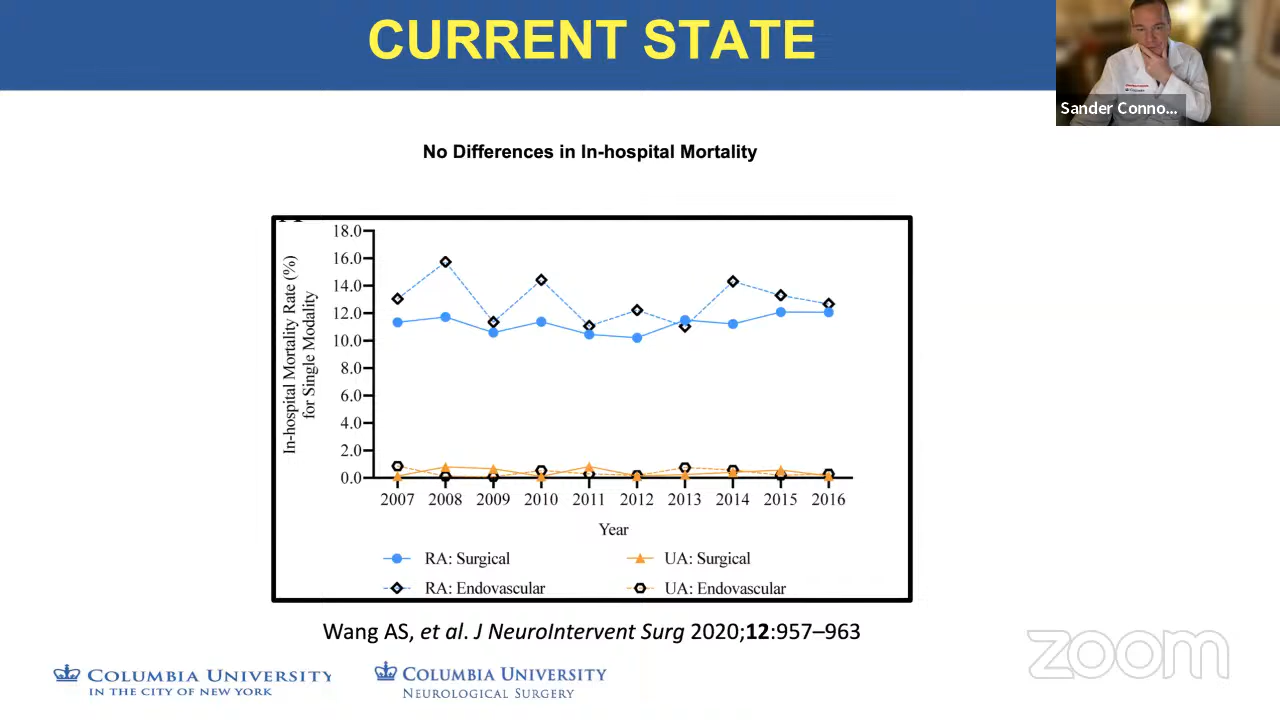 CURRENT STATE
Sander Conno...
No Differences in In-hospital Mortality
In-hospital Mortality Rate (%)
for Single Modality
18.0
16.0
14.0
12.0
10.0
8.0
6.0
4.0
2.0
0.0
2007 2008 2009 2010 2011 2012 2013 2014 2015 2016
Year
RA: Surgical UA: Surgical
RA: Endovascular UA: Endovascular
Wang AS, et al. J NeuroIntervent Surg 2020;12:957–963
COLUMBIA UNIVERSITY
IN THE CITY OF NEW YORK
COLUMBIA UNIVERSITY
NEUROLOGICAL SURGERY
zoom